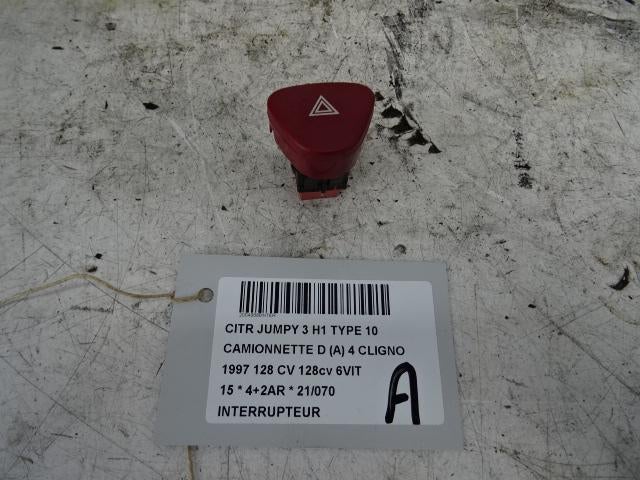 CITR JUMPY 3 H1 TYPE 10
CAMIONNETTE D (A) 4 CLIGNO
1997 128 CV 128cv 6VIT
15 * 4+2AR * 21/070
INTERRUPTEUR
A